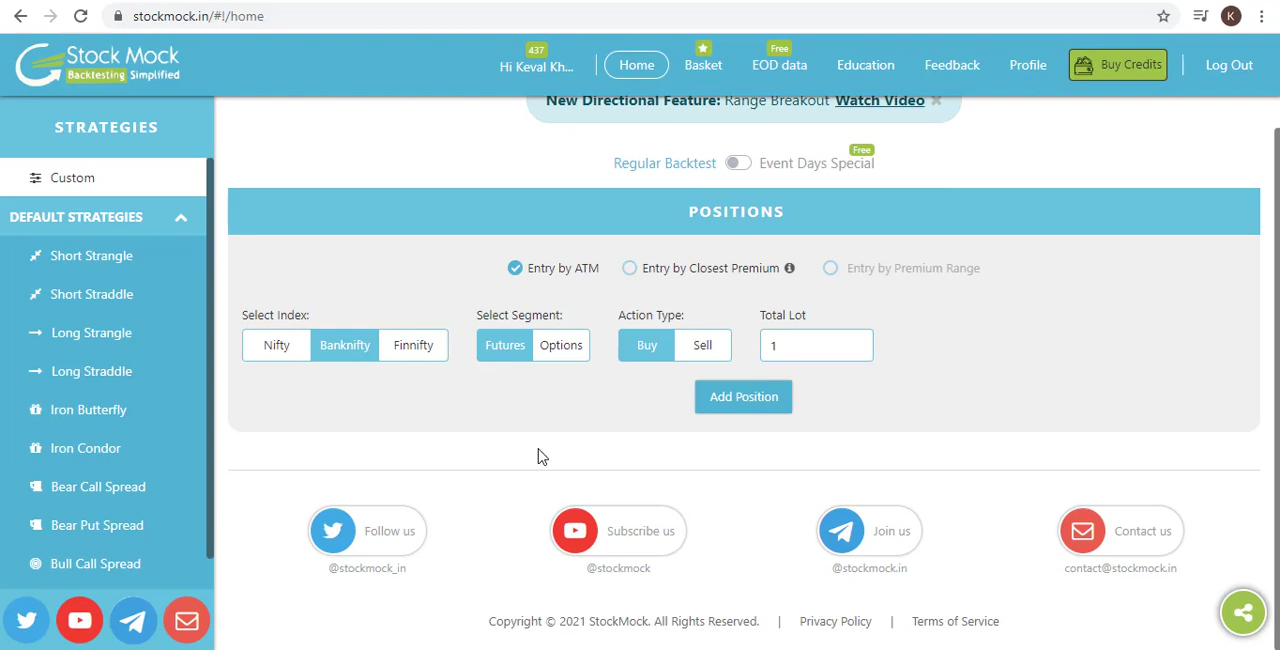 stockmock.in/#!/home
K
Stock Mock
Backtesting Simplified
437
Hi Keval Kh...
Home
Basket
Free
EOD data
Education
Feedback
Profile
Buy Credits
Log Out
New Directional Feature: Range Breakout Watch Video
STRATEGIES
Custom
DEFAULT STRATEGIES
Short Strangle
Short Straddle
Long Strangle
Long Straddle
Iron Butterfly
Iron Condor
Bear Call Spread
Bear Put Spread
Bull Call Spread
Regular Backtest
Free
Event Days Special
POSITIONS
Entry by ATM
Entry by Closest Premium
Entry by Premium Range
Select Index:
Select Segment:
Action Type:
Total Lot
Nifty
Banknifty
Finnifty
Futures
Options
Buy
Sell
1
Add Position
Follow us
Subscribe us
Join us
Contact us
@stockmock_in
@stockmock
@stockmock.in
contact@stockmock.in
Copyright © 2021 StockMock. All Rights Reserved. | Privacy Policy | Terms of Service